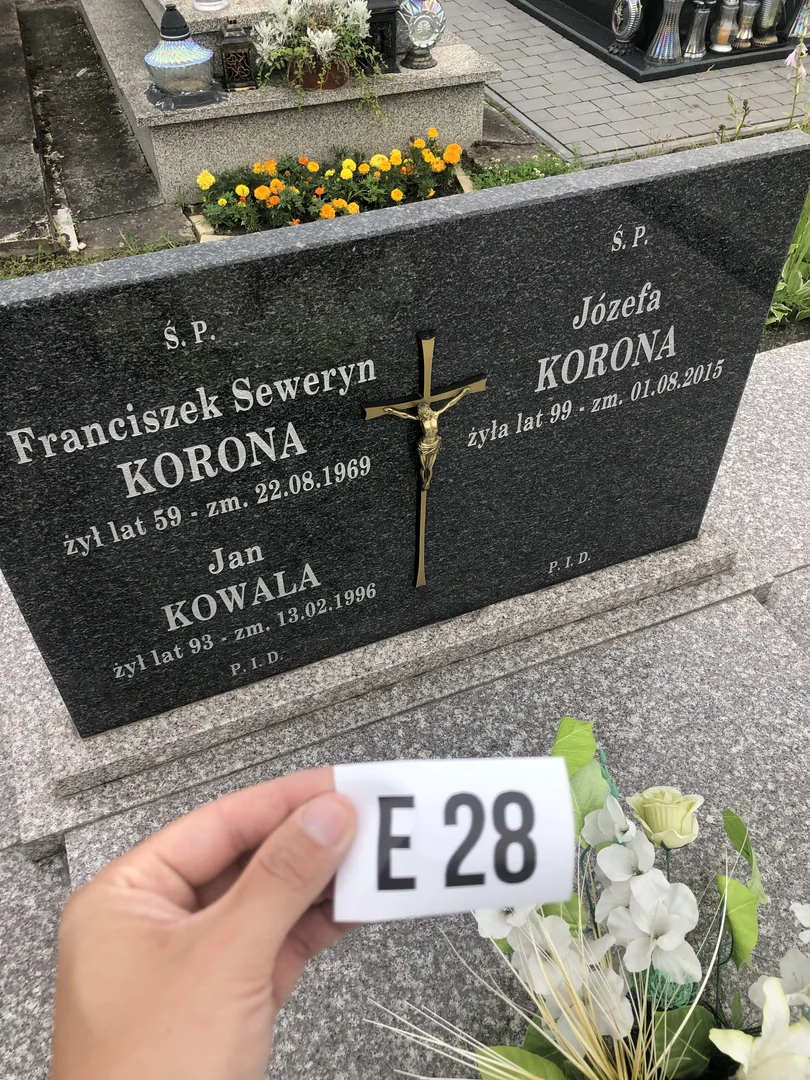 Ś. P.
Franciszek Seweryn
KORONA
żył lat 59 - zm. 22.08.1969
Jan
KOWALA
żył lat 93 - zm. 13.02.1996
P. I. D.
Ś. P.
Józefa
KORONA
żyła lat 99 - zm. 01.08.2015
P. I. D.
E 28